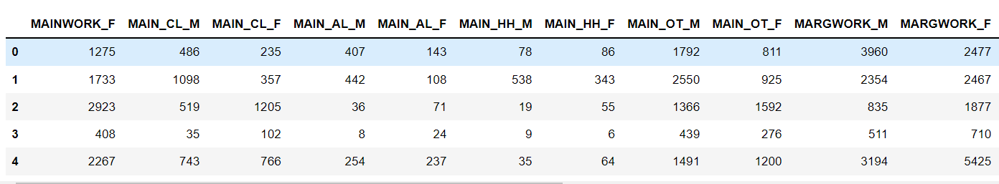 MAINWORK_F MAIN_CL_M MAIN_CL_F MAIN_AL_M MAIN_AL_F MAIN_HH_M MAIN_HH_F MAIN_OT_M MAIN_OT_F MARGWORK_M MARGWORK_F
0 1275 486 235 407 143 78 86 1792 811 3960 2477
1 1733 1098 357 442 108 538 343 2550 925 2354 2467
2 2923 519 1205 36 71 19 55 1366 1592 835 1877
3 408 35 102 8 24 9 6 439 276 511 710
4 2267 743 766 254 237 35 64 1491 1200 3194 5425